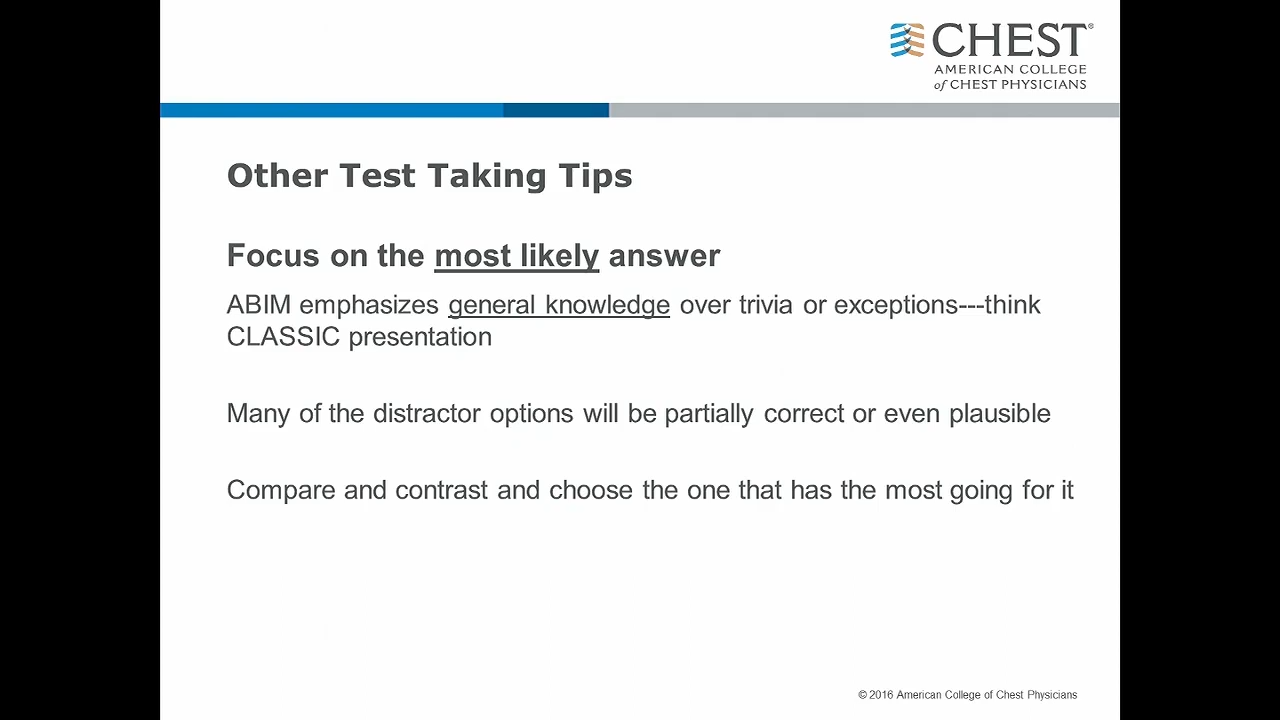 CHEST®
AMERICAN COLLEGE
of CHEST PHYSICIANS
Other Test Taking Tips
Focus on the most likely answer
ABIM emphasizes general knowledge over trivia or exceptions---think
CLASSIC presentation
Many of the distractor options will be partially correct or even plausible
Compare and contrast and choose the one that has the most going for it
© 2016 American College of Chest Physicians